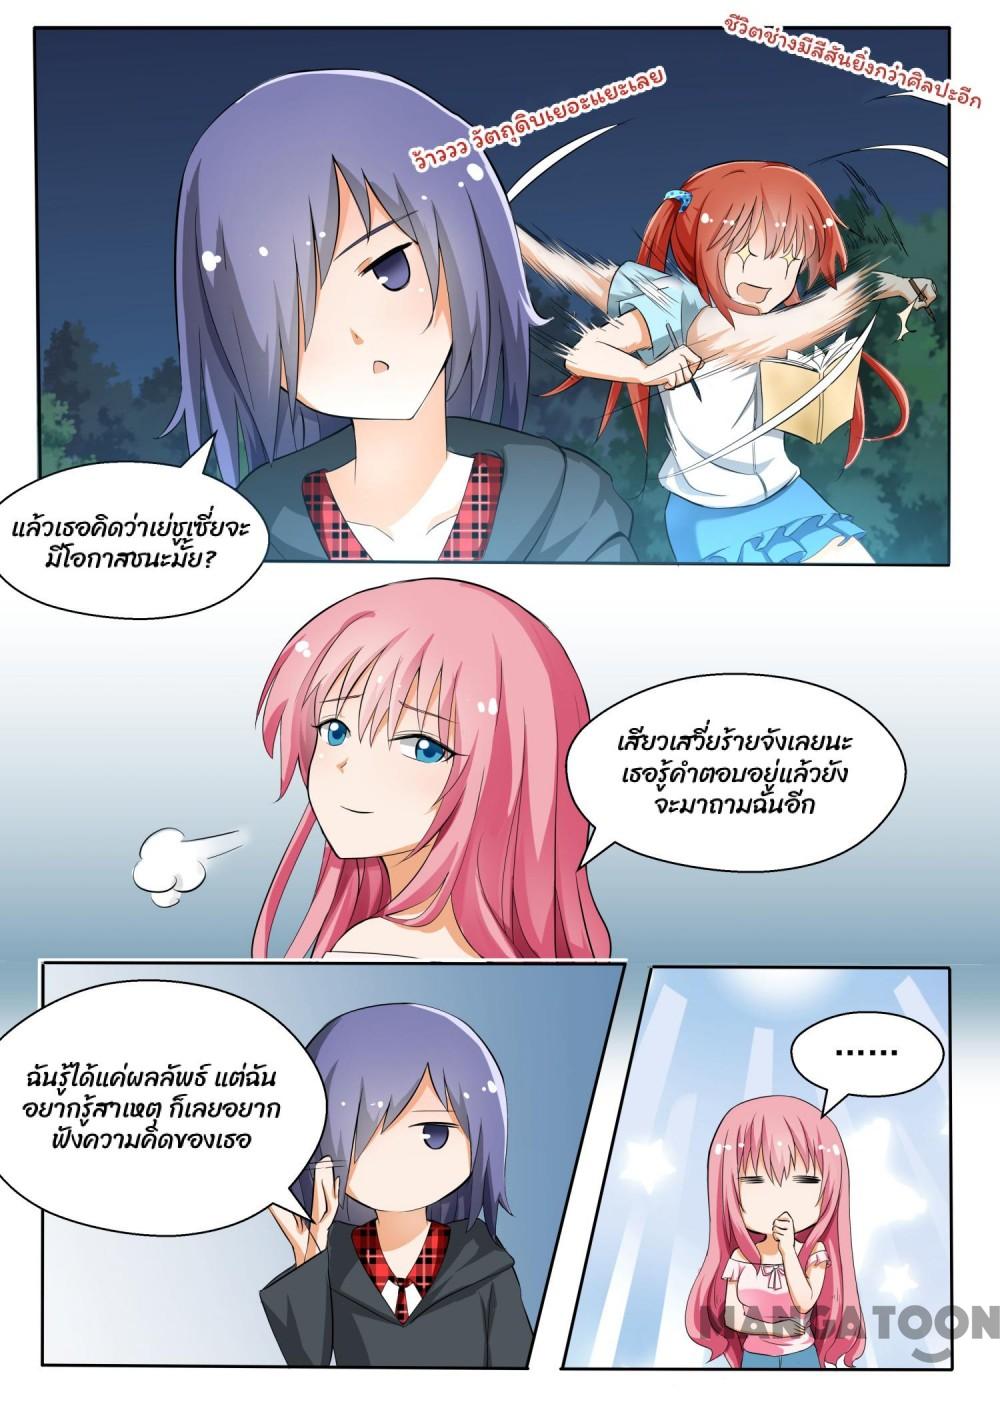 ชีวิตช่างมีสีสันยิ่งกว่าศิลปะอีก
ว้าววว วัตถุดิบเยอะแยะเลย
แล้วเธอคิดว่าเย่ชูเซี่ยจะ
มีโอกาสชนะมั้ย?
เสียวเสวี่ยร้ายจังเลยนะ
เธอรู้คำตอบอยู่แล้วยัง
จะมาถามฉันอีก
ฉันรู้ได้แค่ผลลัพธ์ แต่ฉัน
อยากรู้สาเหตุ ก็เลยอยาก
ฟังความคิดของเธอ
......
MANGATOON